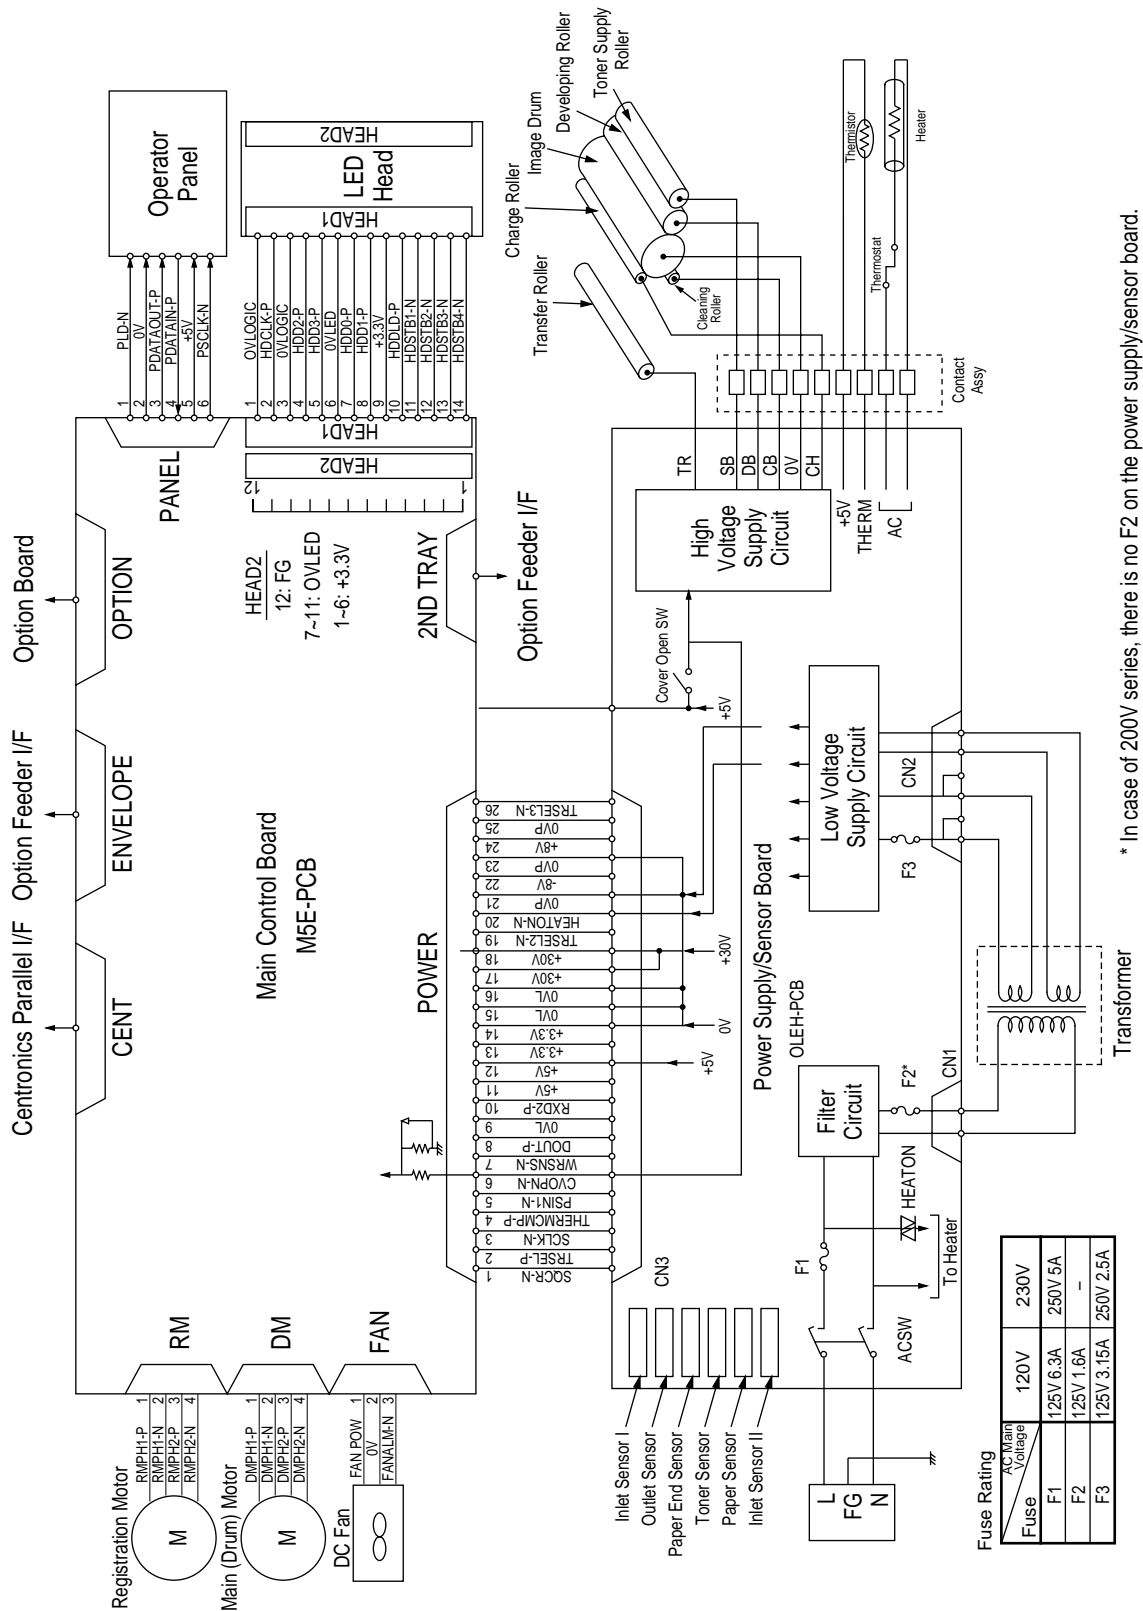 Centronics Parallel I/F
Option Feeder I/F
Option Board
CENT
ENVELOPE
OPTION
PANEL
Operator
Panel
1 PLD-N
2 0V
3 PDATAOUT-P
4 PDATAIN-P
5 +5V
6 PSCLK-N
HEAD1
HEAD2
LED
Head
HEAD1
HEAD2
1 OVLOGIC
2 HDCLK-P
3 0VLOGIC
4 HDD2-P
5 HDD3-P
6 0VLED
7 HDD0-P
8 HDD1-P
9 +3.3V
10 HDDLD-P
11 HDSTB1-N
12 HDSTB2-N
13 HDSTB3-N
14 HDSTB4-N
12
1
HEAD2
12: FG
7~11: OVLED
1~6: +3.3V
2ND TRAY
Option Feeder I/F
Main Control Board
M5E-PCB
Registration Motor
M
RMPH1-P 1
RMPH1-N 2
RMPH2-P 3
RMPH2-N 4
RM
Main (Drum) Motor
M
DMPH1-P 1
DMPH1-N 2
DMPH2-P 3
DMPH2-N 4
DM
DC Fan
FAN POW 1
0V 2
FANALM-N 3
FAN
POWER
1 SQCR-N
2 TRSEL-P
3 SCLK-N
4 THERMCMP-P
5 PSIN1-N
6 CVOPN-N
7 WRSNS-N
8 DOUT-P
9 0VL
10 RXD2-P
11 +5V
12 +5V
13 +3.3V
14 +3.3V
15 0VL
16 0VL
17 +30V
18 +30V
19 TRSEL2-N
20 HEATON-N
21 0VP
22 -8V
23 0VP
24 +8V
25 0VP
26 TRSEL3-N
CN3
+5V
0V
+30V
+5V
Cover Open SW
Power Supply/Sensor Board
OLEH-PCB
Inlet Sensor I
Outlet Sensor
Paper End Sensor
Toner Sensor
Paper Sensor
Inlet Sensor II
L
FG
N
ACSW
F1
HEATON
To Heater
Filter
Circuit
F2*
CN1
Transformer
Low Voltage
Supply Circuit
F3
CN2
High
Voltage
Supply
Circuit
TR
SB
DB
CB
0V
CH
+5V
THERM
AC
Contact
Assy
Transfer Roller
Charge Roller
Image Drum
Developing Roller
Toner Supply
Roller
Cleaning
Roller
Thermistor
Thermostat
Heater
* In case of 200V series, there is no F2 on the power supply/sensor board.
Fuse Rating
AC Main
Voltage
Fuse
120V 230V
F1 125V 6.3A 250V 5A
F2 125V 1.6A –
F3 125V 3.15A 250V 2.5A